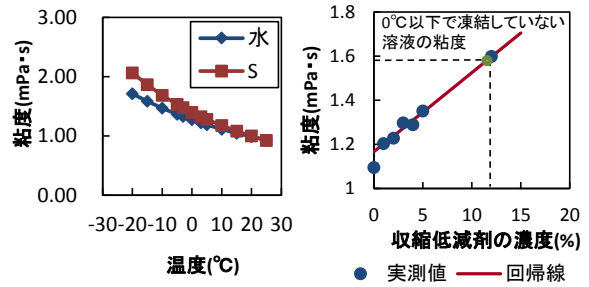 粘度(mPa・s)
3.00
2.00
1.00
0.00
水
S
-30-20-10 0 10 20 30
温度(℃)
粘度(mPa・s)
1.8
1.6
1.4
1.2
1
0℃以下で凍結していない
溶液の粘度
0 5 10 15 20
収縮低減剤の濃度(%)
実測値 回帰線